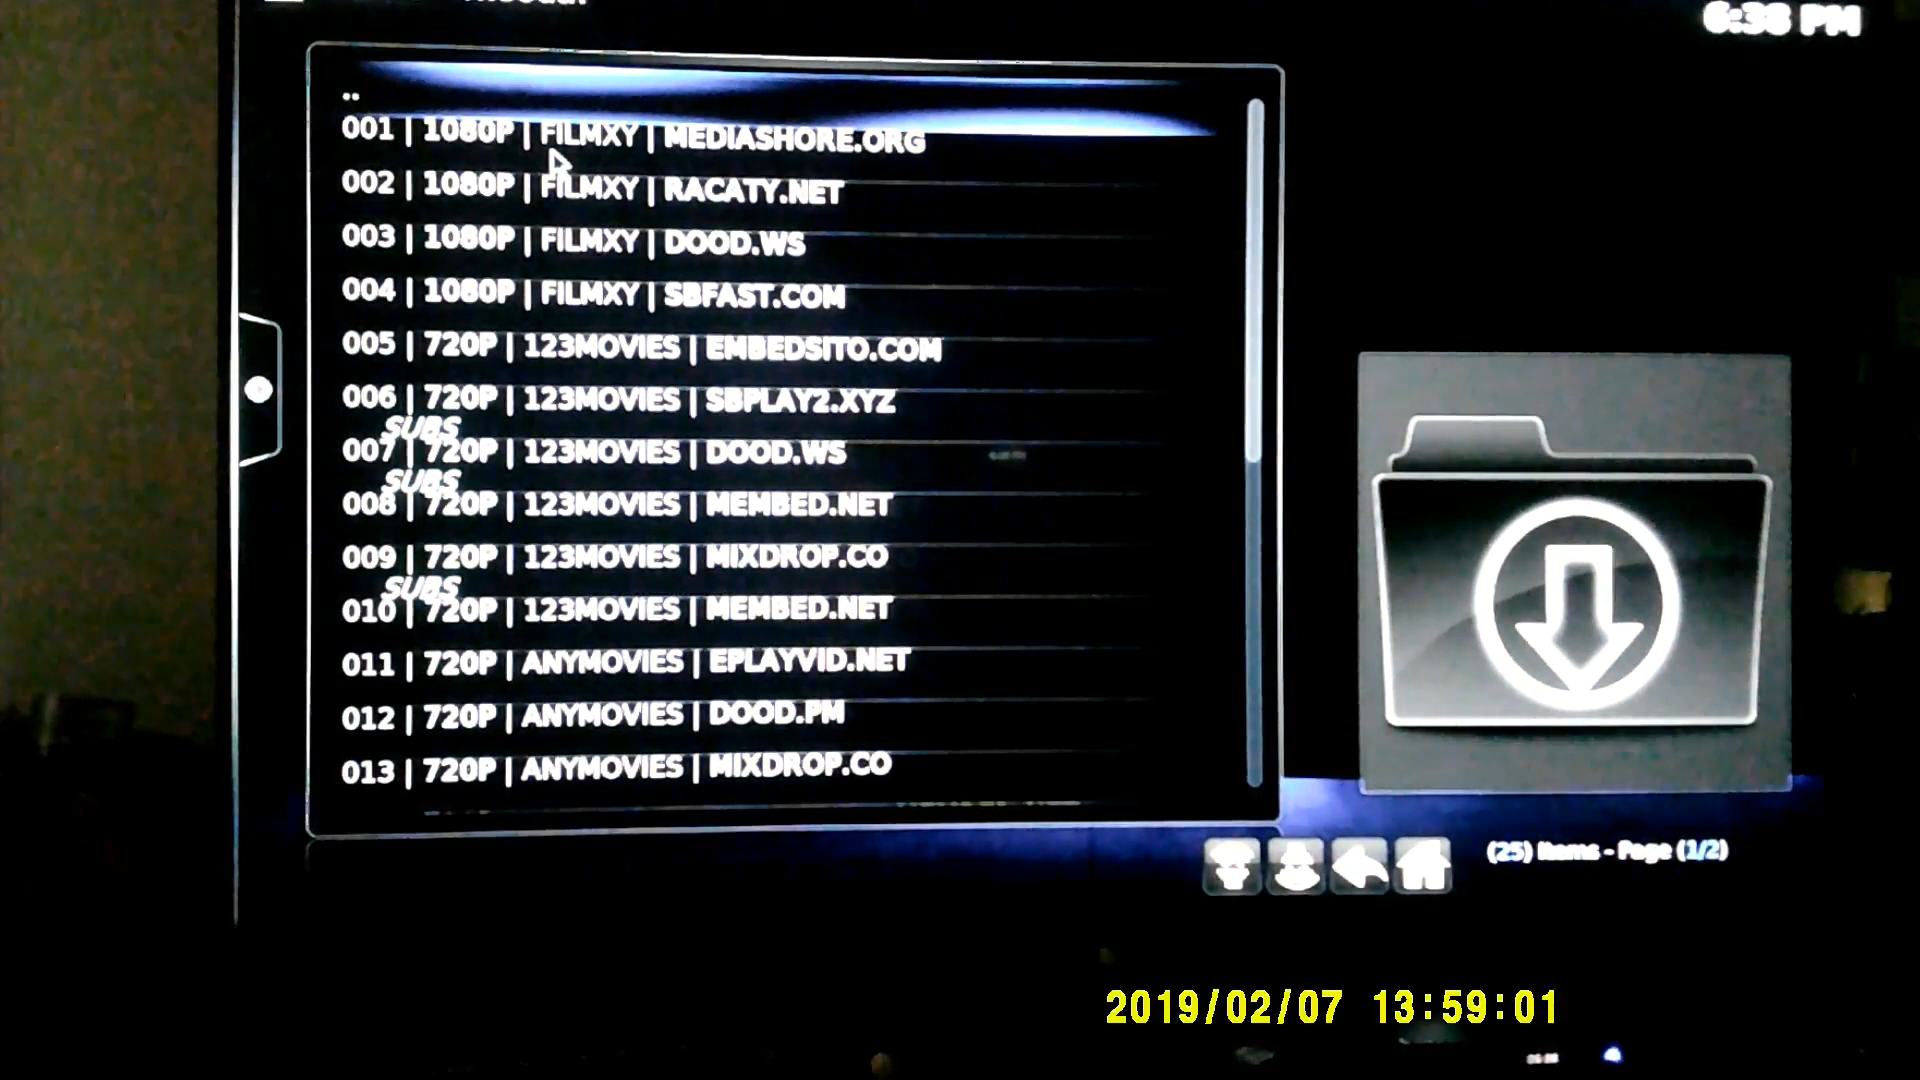 6:38 PM
..
001 | 1080P | FILMXY | MEDIASHORE.ORG
002 | 1080P | FILMXY | RACATY.NET
003 | 1080P | FILMXY | DOOD.WS
004 | 1080P | FILMXY | SBFAST.COM
005 | 720P | 123MOVIES | EMBEDSITO.COM
006 | 720P | 123MOVIES | SBPLAY2.XYZ
SUBS
007 | 720P | 123MOVIES | DOOD.WS
SUBS
008 | 720P | 123MOVIES | MEMBED.NET
009 | 720P | 123MOVIES | MIXDROP.CO
SUBS
010 | 720P | 123MOVIES | MEMBED.NET
011 | 720P | ANYMOVIES | EPLAYVID.NET
012 | 720P | ANYMOVIES | DOOD.PM
013 | 720P | ANYMOVIES | MIXDROP.CO
(25) Items - Page (1/2)
2019/02/07 13:59:01